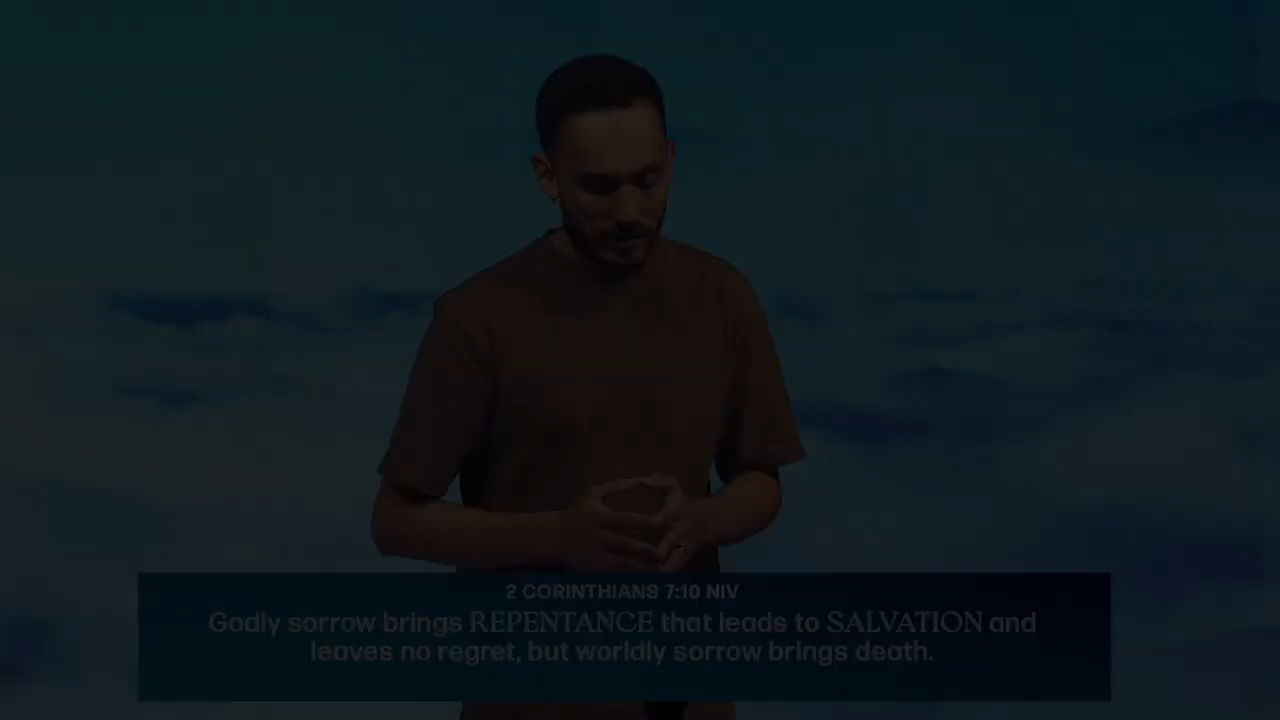 2 CORINTHIANS 7:10 NIV
Godly sorrow brings REPENTANCE that leads to SALVATION and
leaves no regret, but worldly sorrow brings death.